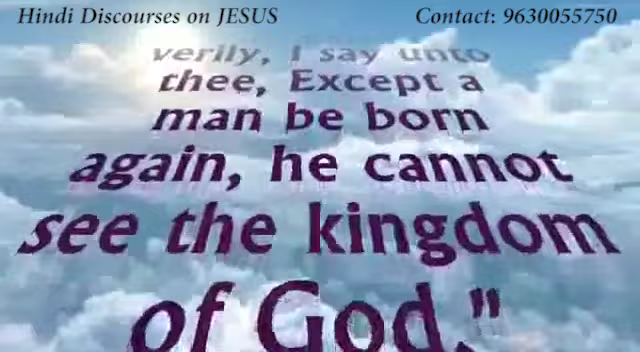 Hindi Discourses on JESUS
Contact: 9630055750
verily, I say unto
thee, Except a
man be born
again, he cannot
see the kingdom
of God."